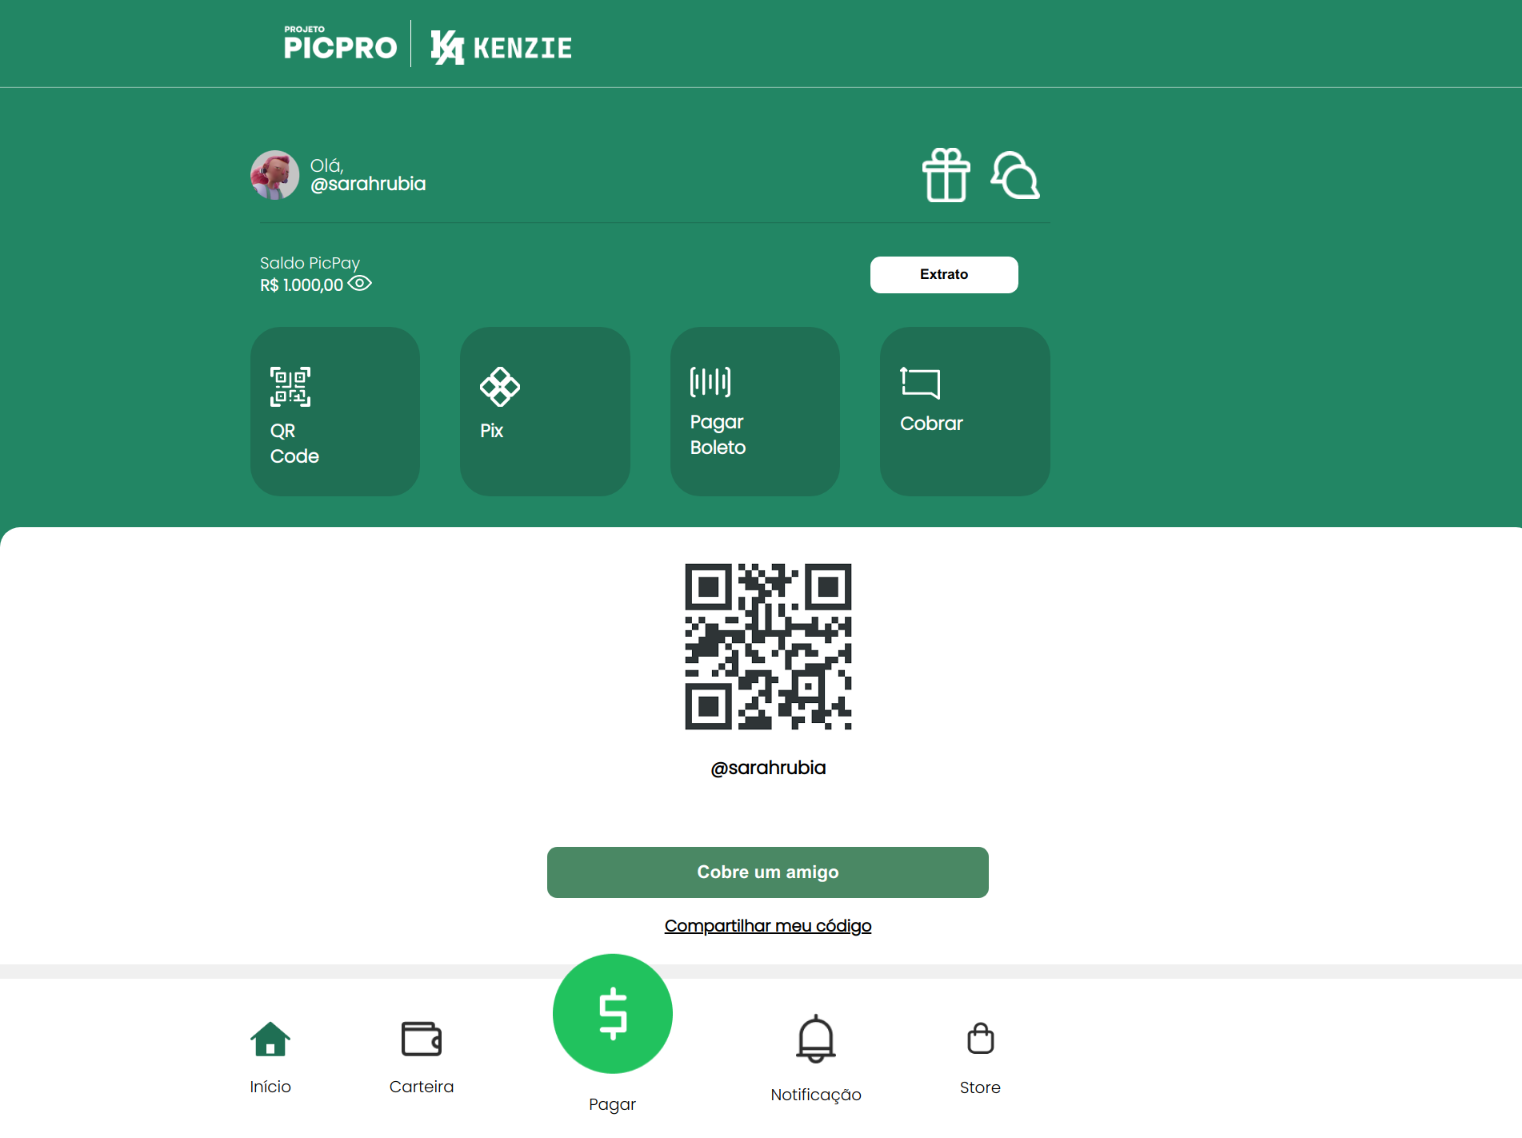 PROJETO
PICPRO
KENZIE
Olá,
@sarahrubia
Saldo PicPay
R$ 1.000,00
Extrato
QR
Code
Pix
Pagar
Boleto
Cobrar
@sarahrubia
Cobre um amigo
Compartilhar meu código
Início
Carteira
Pagar
Notificação
Store